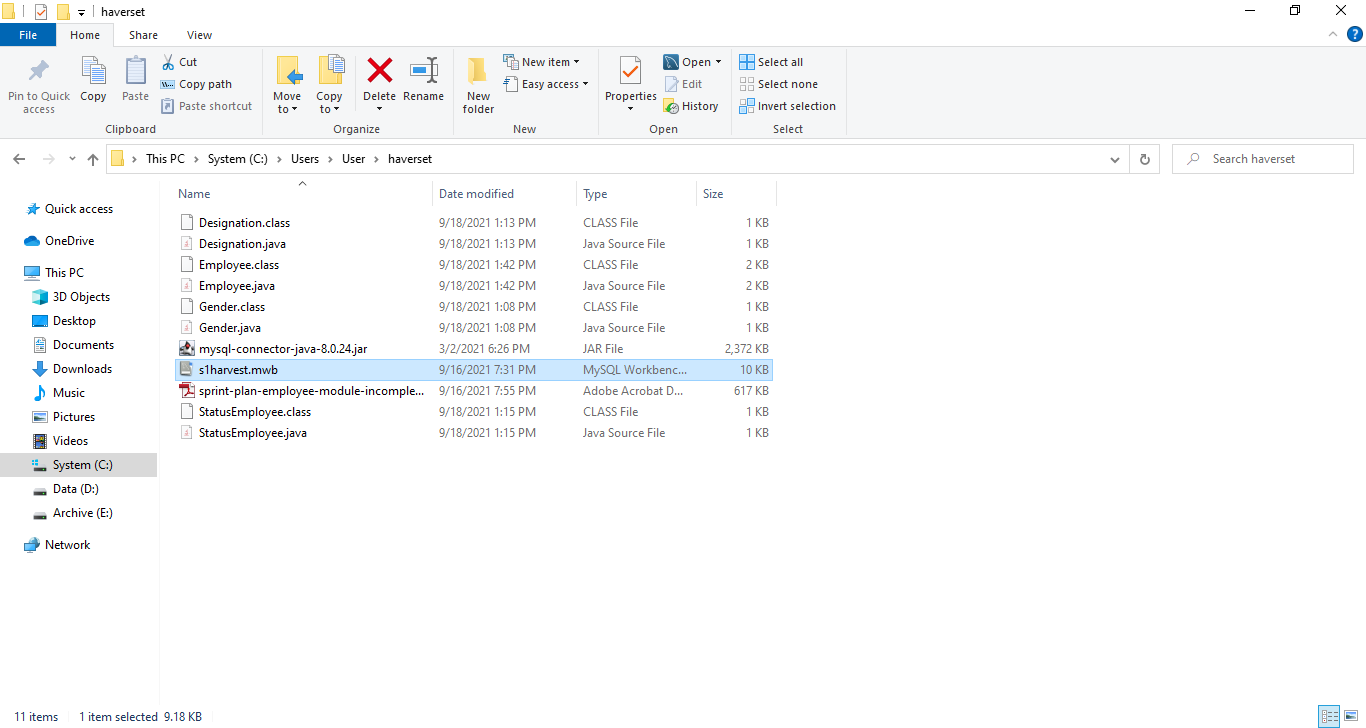 haverset
File Home Share View
Pin to Quick access
Copy
Paste
Cut
Copy path
Paste shortcut
Clipboard
Move to
Copy to
Delete
Rename
Organize
New folder
New item
Easy access
New
Properties
Open
Edit
History
Open
Select all
Select none
Invert selection
Select
This PC System (C:) Users User haverset
Search haverset
Quick access
OneDrive
This PC
3D Objects
Desktop
Documents
Downloads
Music
Pictures
Videos
System (C:)
Data (D:)
Archive (E:)
Network
Name Date modified Type Size
Designation.class 9/18/2021 1:13 PM CLASS File 1 KB
Designation.java 9/18/2021 1:13 PM Java Source File 1 KB
Employee.class 9/18/2021 1:42 PM CLASS File 2 KB
Employee.java 9/18/2021 1:42 PM Java Source File 2 KB
Gender.class 9/18/2021 1:08 PM CLASS File 1 KB
Gender.java 9/18/2021 1:08 PM Java Source File 1 KB
mysql-connector-java-8.0.24.jar 3/2/2021 6:26 PM JAR File 2,372 KB
s1harvest.mwb 9/16/2021 7:31 PM MySQL Workbenc... 10 KB
sprint-plan-employee-module-incomple... 9/16/2021 7:55 PM Adobe Acrobat D... 617 KB
StatusEmployee.class 9/18/2021 1:15 PM CLASS File 1 KB
StatusEmployee.java 9/18/2021 1:15 PM Java Source File 1 KB
11 items 1 item selected 9.18 KB